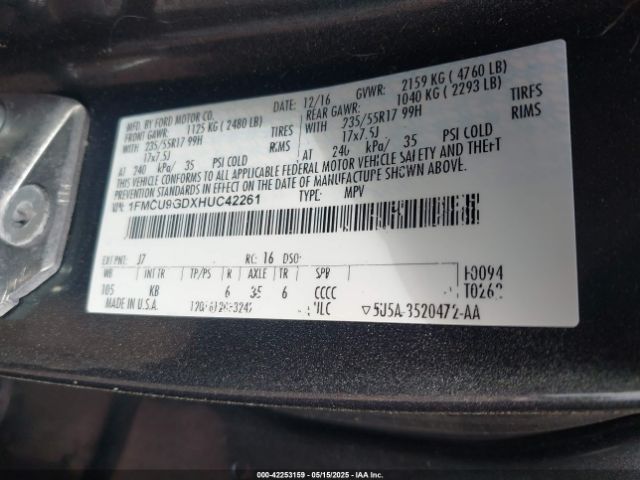 MFD. BY FORD MOTOR CO.
DATE: 12/16 GVWR: 2159 KG (4760 LB)
FRONT GAWR: 1125 KG (2480 LB) REAR GAWR: 1040 KG (2293 LB)
WITH 235/55R17 99H TIRES WITH 235/55R17 99H TIRES
17x7.5J RIMS 17x7.5J RIMS
AT 240 kPa/ 35 PSI COLD AT 240 kPa/ 35 PSI COLD
THIS VEHICLE CONFORMS TO ALL APPLICABLE FEDERAL MOTOR VEHICLE SAFETY AND THEFT
PREVENTION STANDARDS IN EFFECT ON THE DATE OF MANUFACTURE SHOWN ABOVE.
VIN: 1FMCU9GDXHUC42261 TYPE: MPV
EXT PNT: J7 RC: 16 DSO:
WB INT TR TP/PS R AXLE TR SPR
105 KB 6 6 CCCC
MADE IN U.S.A.
5U5A-3520472-AA
000-42253159 - 05/15/2025 - IAA Inc.